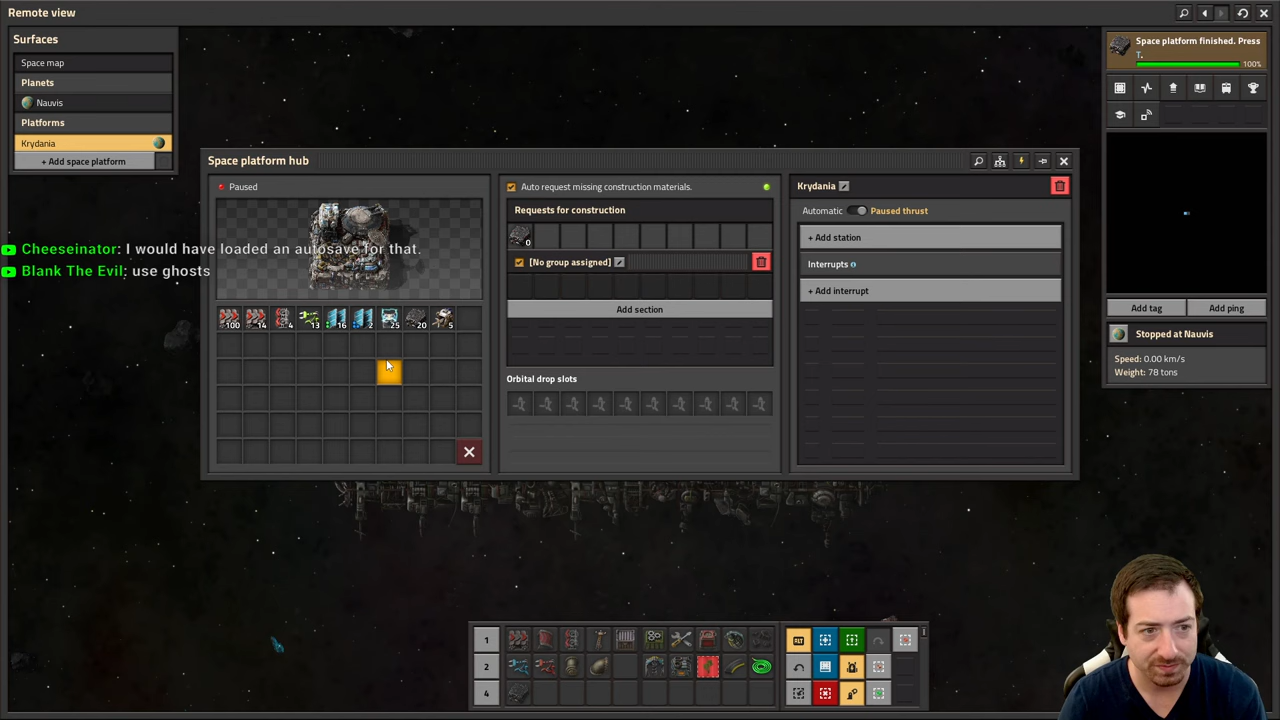 Remote view
Surfaces
Space map
Planets
Nauvis
Platforms
Krydania
+ Add space platform
Space platform finished. Press
T.
100%
Space platform hub
Paused
Auto request missing construction materials.
Requests for construction
0
[No group assigned]
Add section
Orbital drop slots
100 14 4 13 16 2 25 20 5
Krydania
Automatic Paused thrust
+ Add station
Interrupts
+ Add interrupt
Cheeseinator: I would have loaded an autosave for that.
Blank The Evil: use ghosts
Add tag Add ping
Stopped at Nauvis
Speed: 0.00 km/s
Weight: 78 tons
1
2
4
ALT